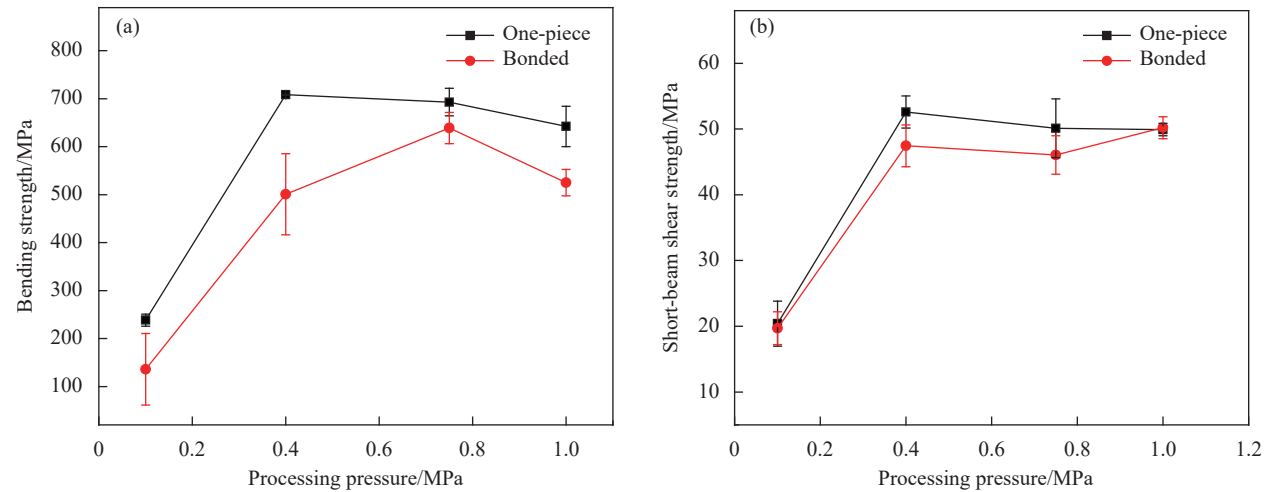 (a)
One-piece
Bonded
800
700
600
500
400
300
200
100
0
0.2
0.4
0.6
0.8
1.0
Bending strength/MPa
Processing pressure/MPa
(b)
One-piece
Bonded
60
50
40
30
20
10
0
0.2
0.4
0.6
0.8
1.0
1.2
Short-beam shear strength/MPa
Processing pressure/MPa